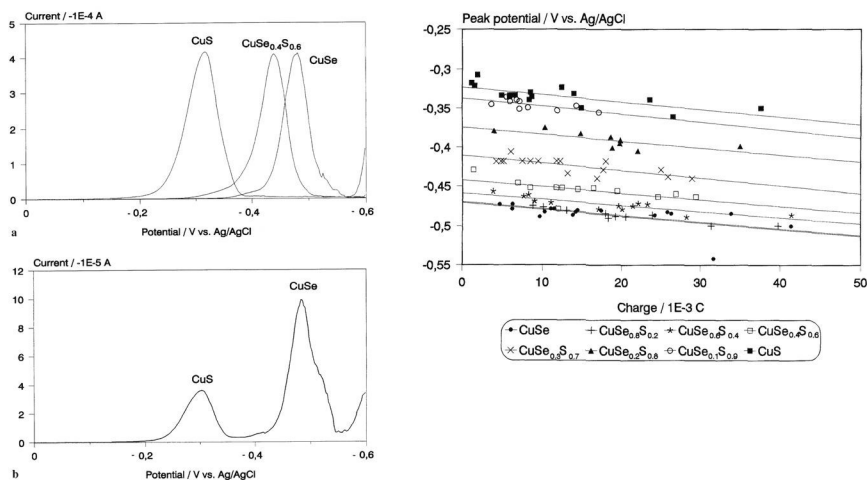 Current / -1E-4 A
5
4
3
2
1
0
CuS
CuSe0.4S0.6
CuSe
0
- 0,2
- 0,4
- 0,6
a
Potential / V vs. Ag/AgCl
Current / -1E-5 A
12
10
8
6
4
2
0
CuSe
CuS
0
- 0,2
- 0,4
- 0,6
b
Potential / V vs. Ag/AgCl
Peak potential / V vs. Ag/AgCl
-0,25
-0,3
-0,35
-0,4
-0,45
-0,5
-0,55
0
10
20
30
40
50
Charge / 1E-3 C
CuSe
CuSe0.8S0.2
CuSe0.6S0.4
CuSe0.4S0.6
CuSe0.3S0.7
CuSe0.2S0.8
CuSe0.1S0.9
CuS